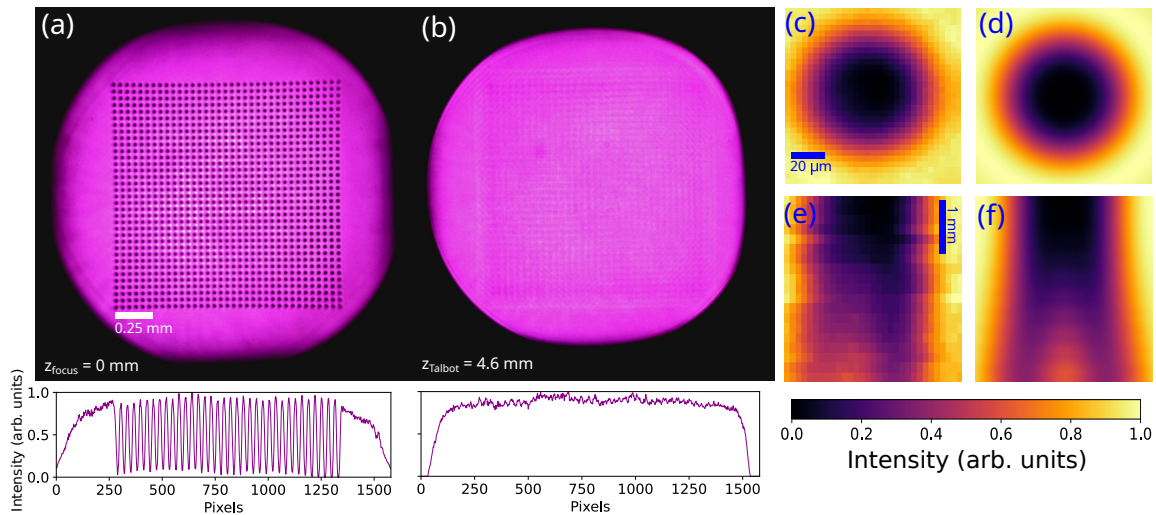 (a)
(b)
(c)
(d)
20 µm
(e)
(f)
1 mm
0.25 mm
z_focus = 0 mm
z_Talbot = 4.6 mm
Intensity (arb. units)
1.0
0.5
0.0
0 250 500 750 1000 1250 1500
Pixels
0 250 500 750 1000 1250 1500
Pixels
0.0 0.2 0.4 0.6 0.8 1.0
Intensity (arb. units)